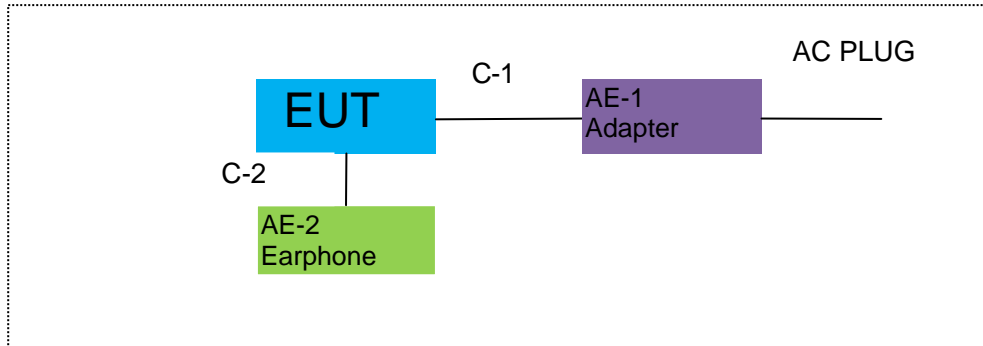 AC PLUG
C-1
EUT
AE-1
Adapter
C-2
AE-2
Earphone